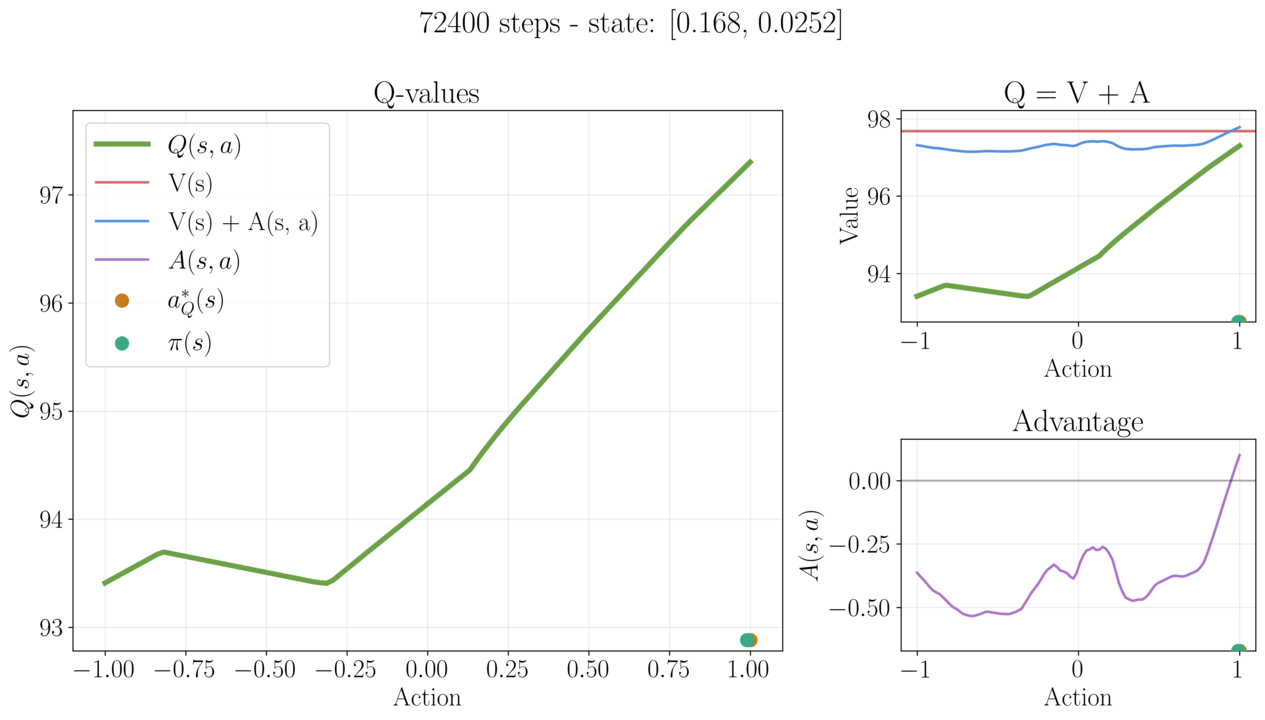 72400 steps - state: [0.168, 0.0252]
Q-values
Q(s, a)
V(s)
V(s) + A(s, a)
A(s, a)
a*_Q(s)
π(s)
Q(s, a)
97
96
95
94
93
−1.00 −0.75 −0.50 −0.25 0.00 0.25 0.50 0.75 1.00
Action
Q = V + A
Value
98
96
94
−1 0 1
Action
Advantage
A(s, a)
0.00
−0.25
−0.50
−1 0 1
Action